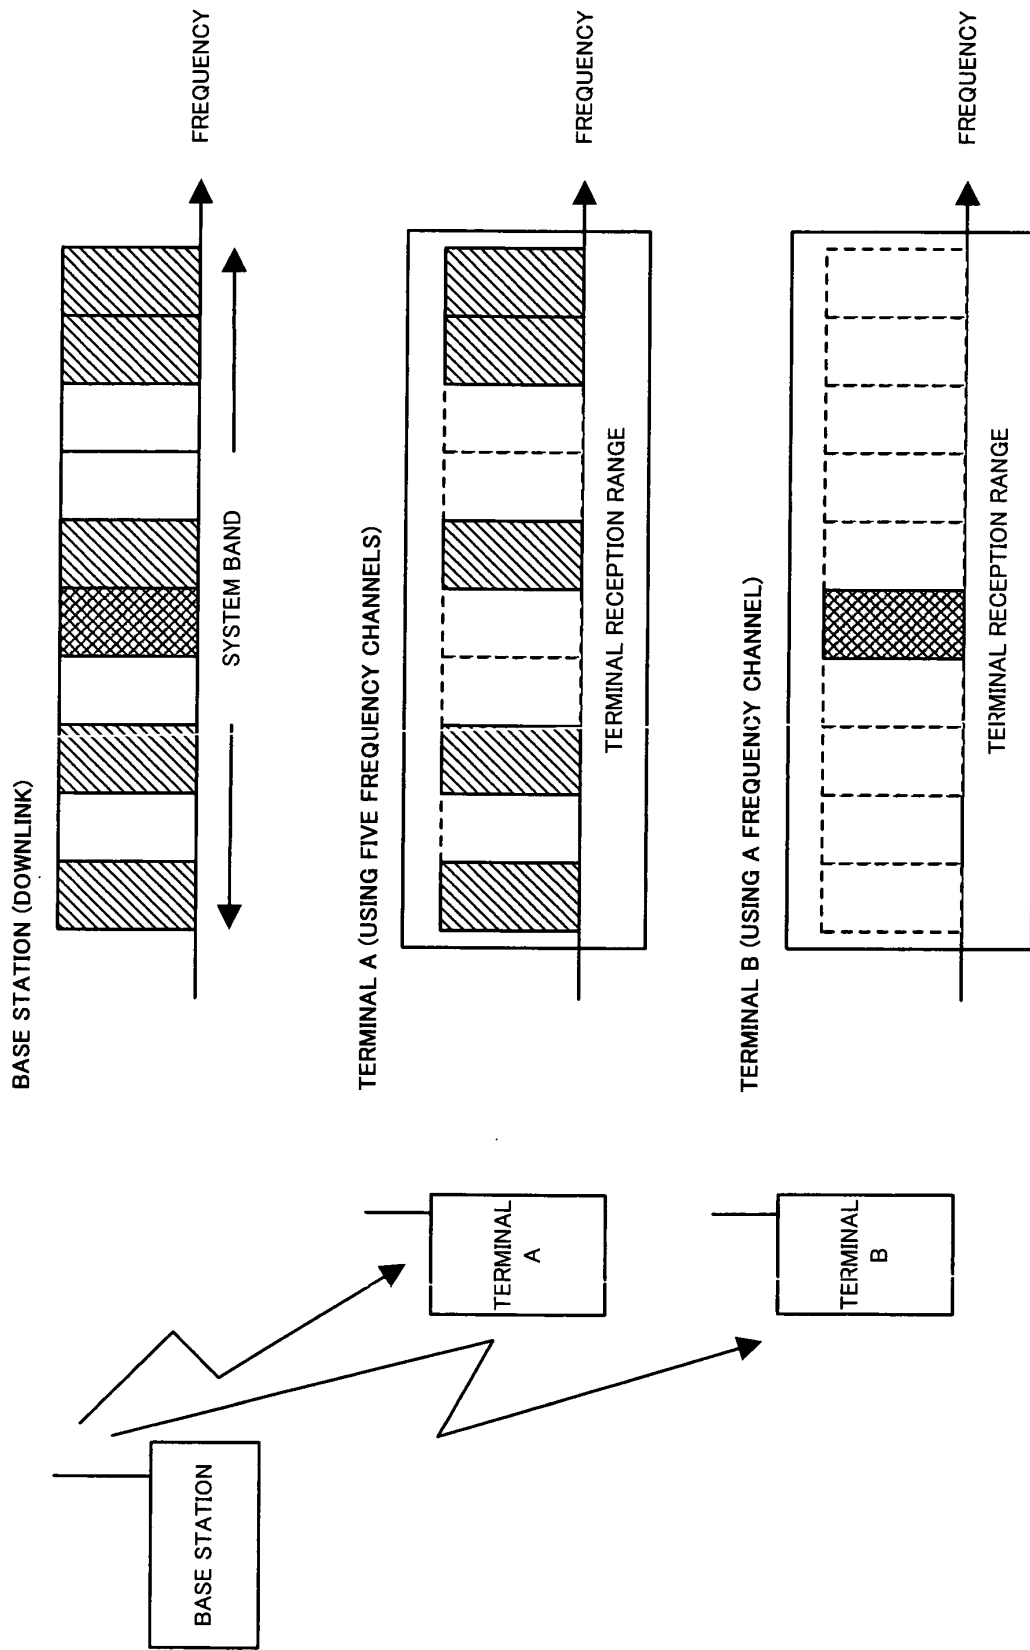 BASE STATION
TERMINAL
A
TERMINAL
B
BASE STATION (DOWNLINK)
SYSTEM BAND
FREQUENCY
TERMINAL A (USING FIVE FREQUENCY CHANNELS)
TERMINAL RECEPTION RANGE
FREQUENCY
TERMINAL B (USING A FREQUENCY CHANNEL)
TERMINAL RECEPTION RANGE
FREQUENCY